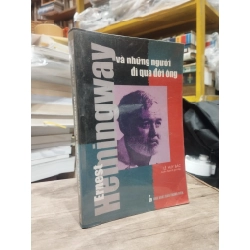 Ernest
Hemingway
và những người
đi qua đời ông